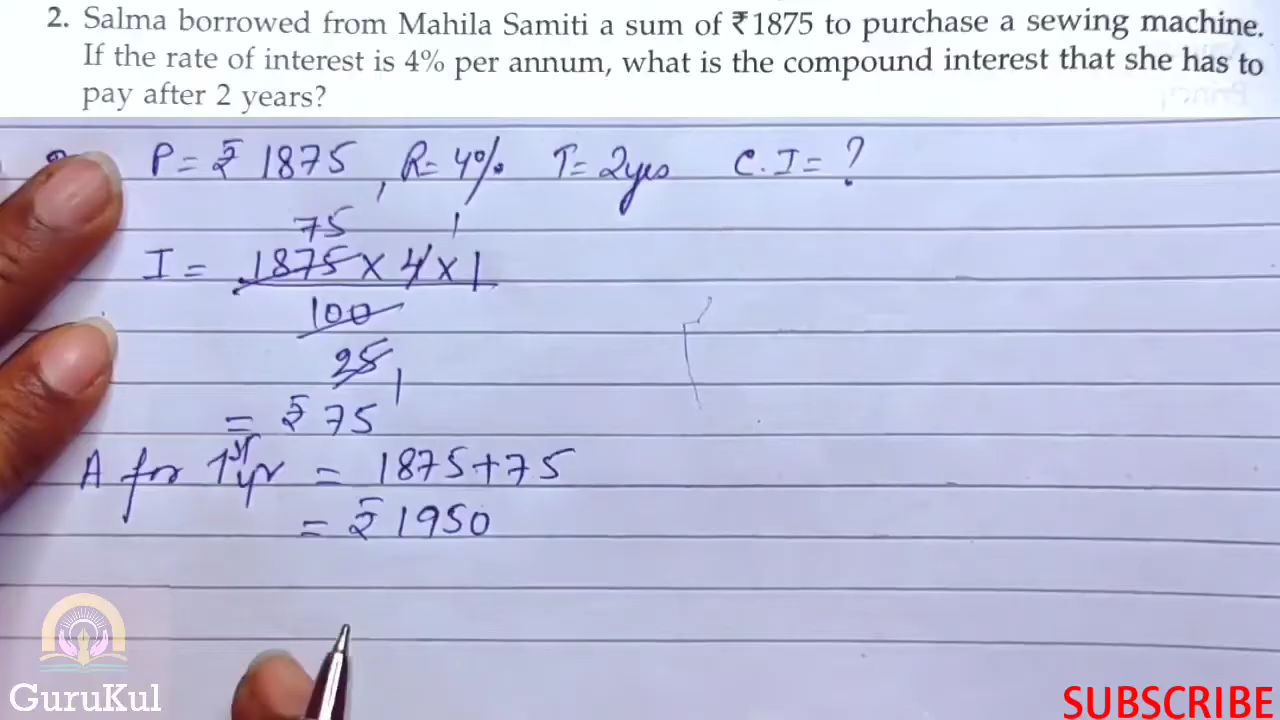 2. Salma borrowed from Mahila Samiti a sum of ₹1875 to purchase a sewing machine.
If the rate of interest is 4% per annum, what is the compound interest that she has to
pay after 2 years?
P = ₹ 1875, R = 4% T = 2yrs C.I = ?
75 1
I = 1875 × 4 × 1
100
25
1
= ₹ 75
A for 1st yr = 1875 + 75
= ₹ 1950
GuruKul
SUBSCRIBE